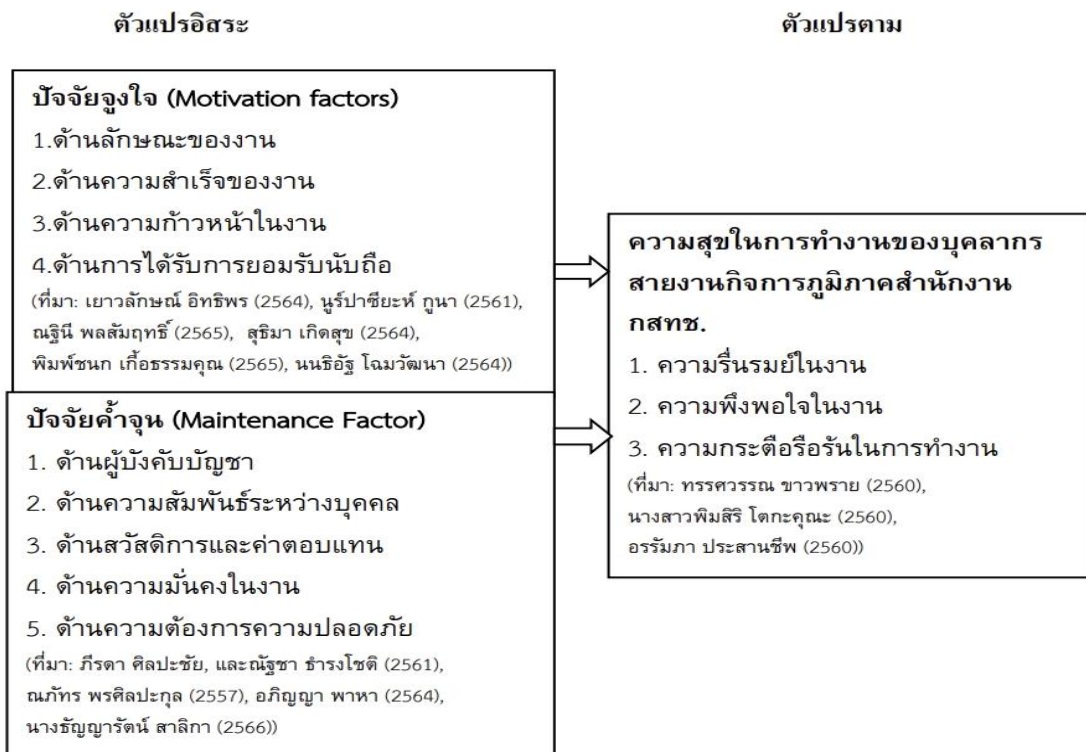 ตัวแปรอิสระ
ปัจจัยจูงใจ (Motivation factors)
1.ด้านลักษณะของงาน
2.ด้านความสำเร็จของงาน
3.ด้านความก้าวหน้าในงาน
4.ด้านการได้รับการยอมรับนับถือ
(ที่มา: เยาวลักษณ์ อิทธิพร (2564), นูร์ปาซียะห์ กูนา (2561),
ณฐินี พลสัมฤทธิ์ (2565), สุธิมา เกิดสุข (2564),
พิมพ์ชนก เกื้อธรรมคุณ (2565), นนธิอัฐ โฉมวัฒนา (2564))
ปัจจัยค้ำจุน (Maintenance Factor)
1. ด้านผู้บังคับบัญชา
2. ด้านความสัมพันธ์ระหว่างบุคคล
3. ด้านสวัสดิการและค่าตอบแทน
4. ด้านความมั่นคงในงาน
5. ด้านความต้องการความปลอดภัย
(ที่มา: ภีรดา ศิลปะชัย, และณัฐชา ธำรงโชติ (2561),
ณภัทร พรศิลปะกุล (2557), อภิญญา พาหา (2564),
นางธัญญารัตน์ สาลิกา (2566))
ตัวแปรตาม
ความสุขในการทำงานของบุคลากร
สายงานกิจการภูมิภาคสำนักงาน
กสทช.
1. ความรื่นรมย์ในงาน
2. ความพึงพอใจในงาน
3. ความกระตือรือร้นในการทำงาน
(ที่มา: ทรรศวรรณ ขาวพราย (2560),
นางสาวพิมสิริ โตกะคุณะ (2560),
อรรัมภา ประสานชีพ (2560))